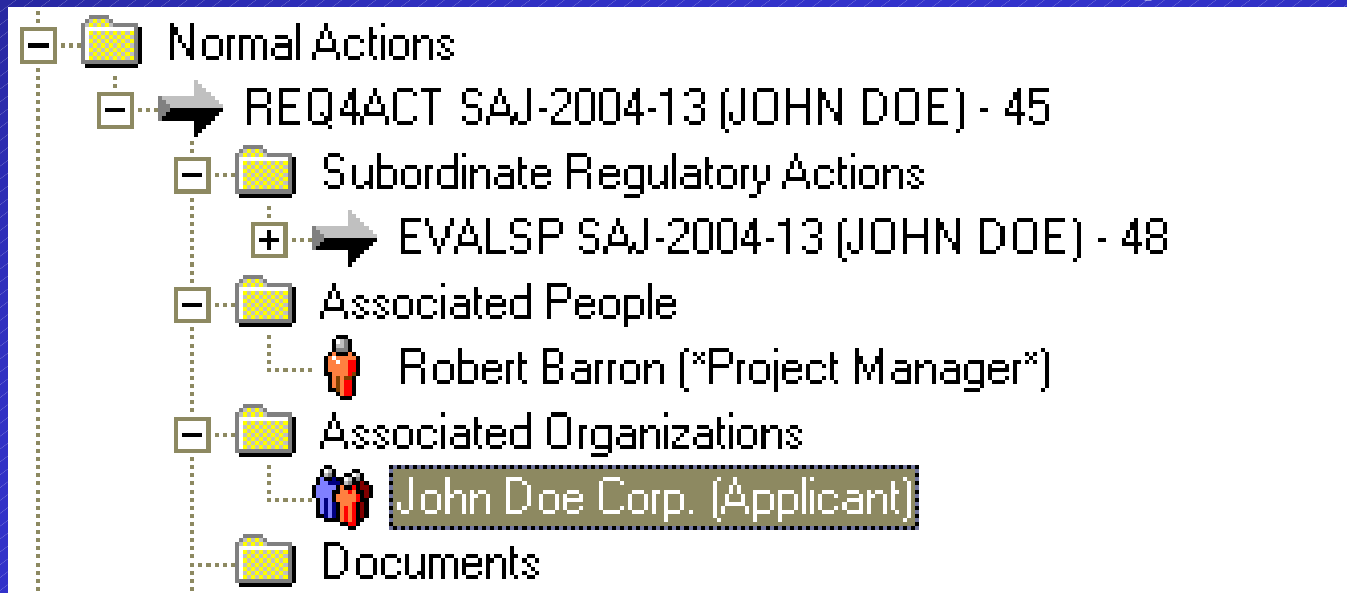 Normal Actions
REQ4ACT SAJ-2004-13 (JOHN DOE) - 45
Subordinate Regulatory Actions
EVALSP SAJ-2004-13 (JOHN DOE) - 48
Associated People
Robert Barron (*Project Manager*)
Associated Organizations
John Doe Corp. (Applicant)
Documents